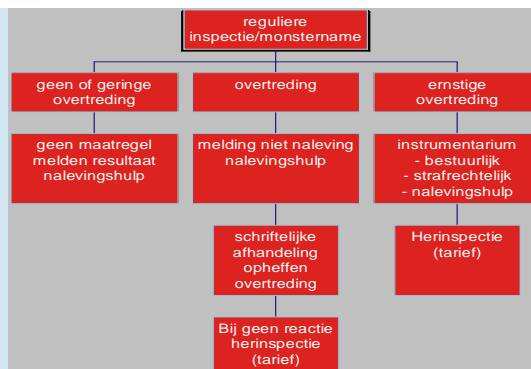 reguliere
inspectie/monstername
geen of geringe
overtreding
overtreding
ernstige
overtreding
geen maatregel
melden resultaat
nalevingshulp
melding niet naleving
nalevingshulp
instrumentarium
- bestuurlijk
- strafrechtelijk
- nalevingshulp
schriftelijke
afhandeling
opheffen
overtreding
Herinspectie
(tarief)
Bij geen reactie
herinspectie
(tarief)